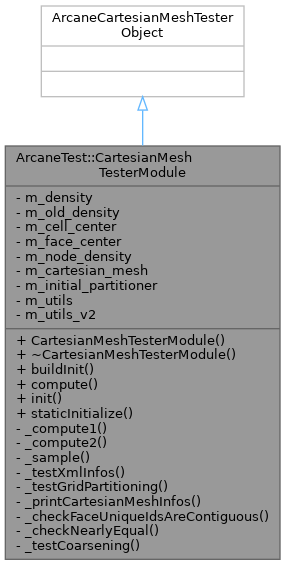 ArcaneCartesianMeshTester
Object
ArcaneTest::CartesianMesh
TesterModule
- m_density
- m_old_density
- m_cell_center
- m_face_center
- m_node_density
- m_cartesian_mesh
- m_initial_partitioner
- m_utils
- m_utils_v2
+ CartesianMeshTesterModule()
+ ~CartesianMeshTesterModule()
+ buildInit()
+ compute()
+ init()
+ staticInitialize()
- _compute1()
- _compute2()
- _sample()
- _testXmlInfos()
- _testGridPartitioning()
- _printCartesianMeshInfos()
- _checkFaceUniqueIdsAreContiguous()
- _checkNearlyEqual()
- _testCoarsening()